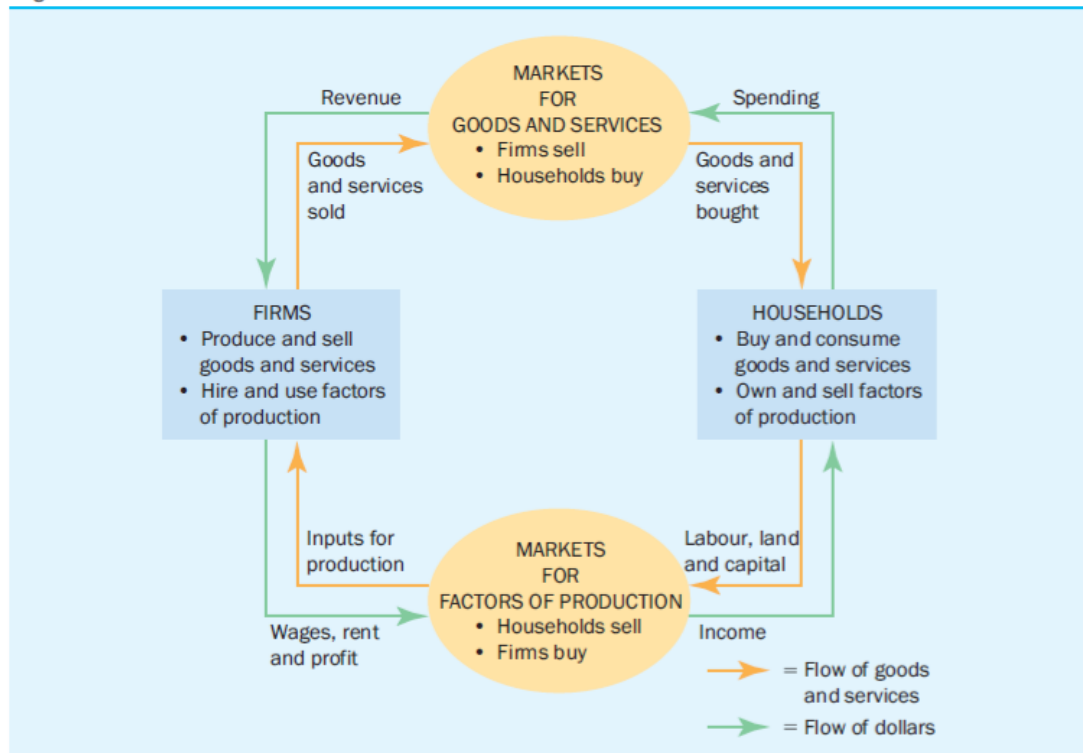 MARKETS
FOR
GOODS AND SERVICES
• Firms sell
• Households buy
Revenue
Spending
Goods
and services
sold
Goods and
services
bought
FIRMS
• Produce and sell
goods and services
• Hire and use factors
of production
HOUSEHOLDS
• Buy and consume
goods and services
• Own and sell factors
of production
Inputs for
production
Labour, land
and capital
MARKETS
FOR
FACTORS OF PRODUCTION
• Households sell
• Firms buy
Wages, rent
and profit
Income
= Flow of goods
and services
= Flow of dollars